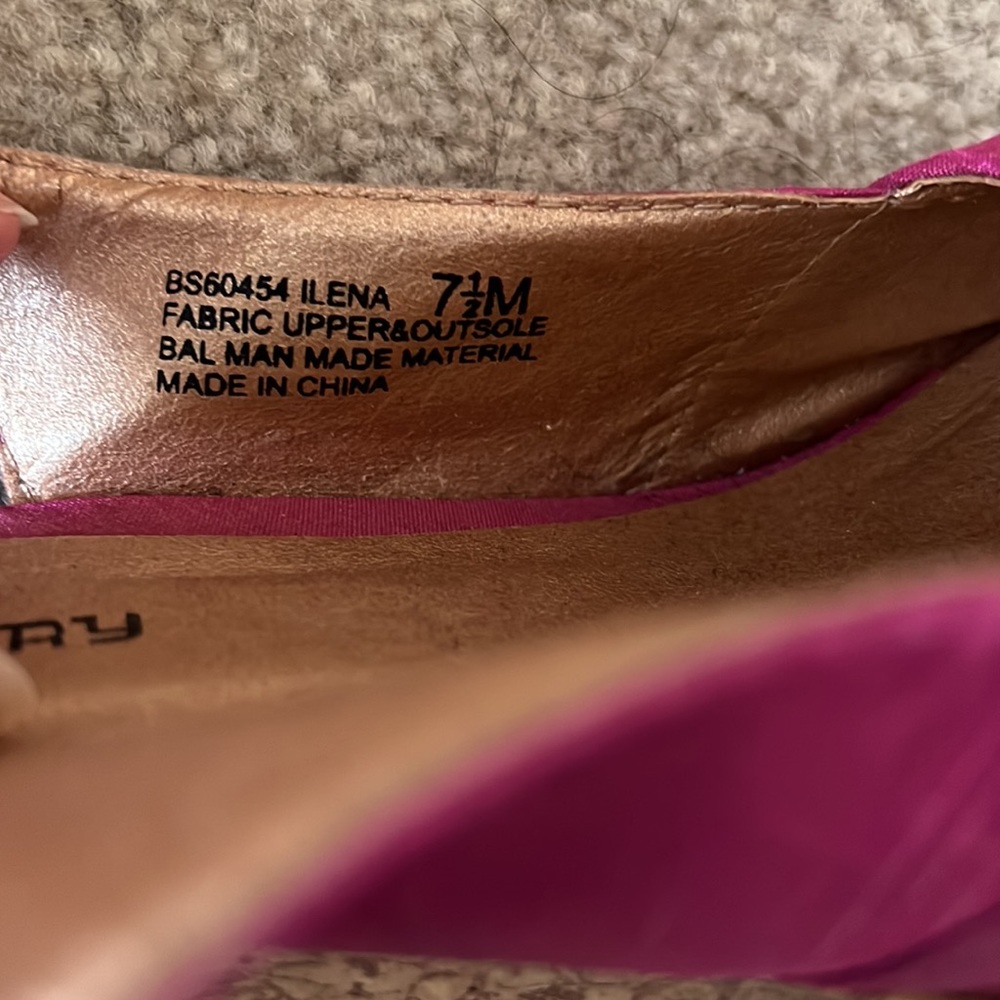 BS60454 ILENA 7½M
FABRIC UPPER&OUTSOLE
BAL MAN MADE MATERIAL
MADE IN CHINA